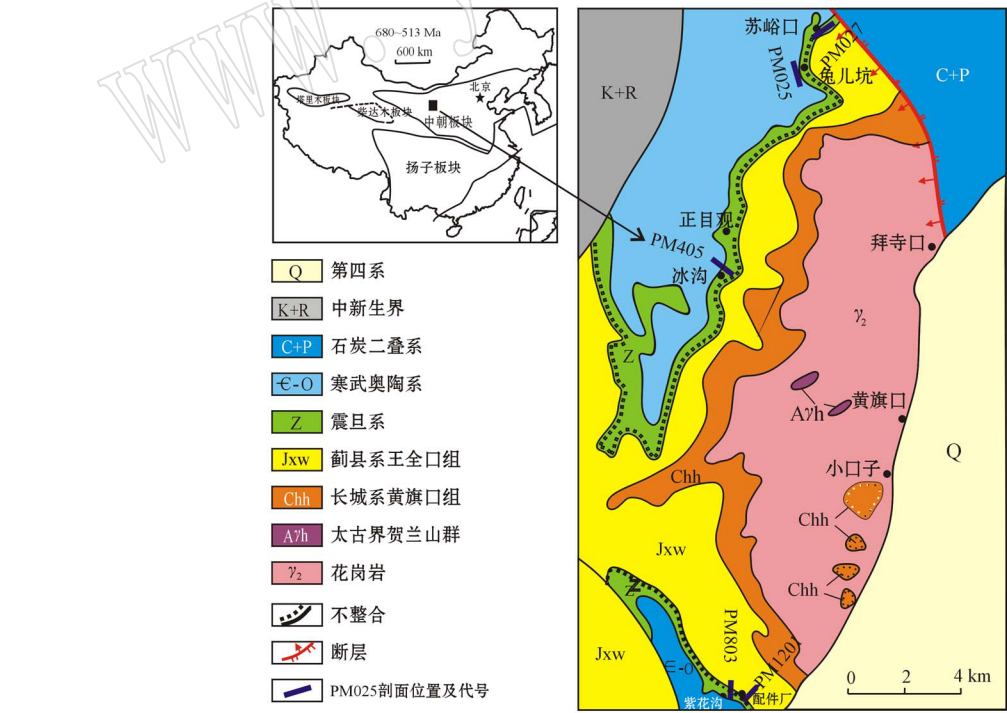 www.
680~513 Ma
600 km
北京
塔里木板块
柴达木板块
中朝板块
扬子板块
Q 第四系
K+R 中新生界
C+P 石炭二叠系
Є-O 寒武奥陶系
Z 震旦系
Jxw 蓟县系王全口组
Chh 长城系黄旗口组
Aγh 太古界贺兰山群
γ₂ 花岗岩
不整合
断层
PM025剖面位置及代号
苏峪口
PM027
PM025
兔儿坑
K+R
C+P
正目观
PM405
冰沟
拜寺口
γ₂
Z
Aγh
黄旗口
Q
小口子
Chh
Chh
Jxw
Chh
Z
Jxw
PM803
PM1201
Є-O
紫花沟
配件厂
0 2 4 km